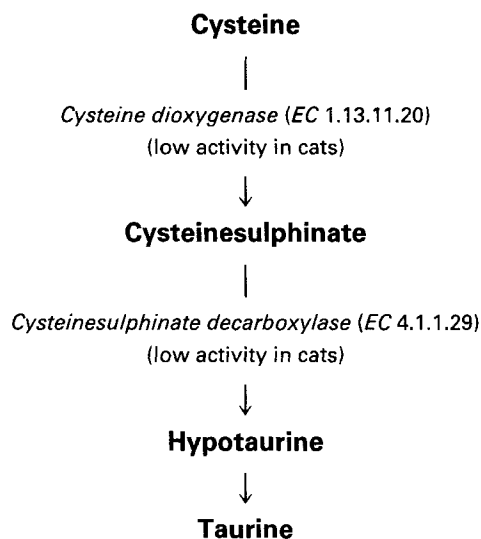 Cysteine
Cysteine dioxygenase (EC 1.13.11.20)
(low activity in cats)
Cysteinesulphinate
Cysteinesulphinate decarboxylase (EC 4.1.1.29)
(low activity in cats)
Hypotaurine
Taurine